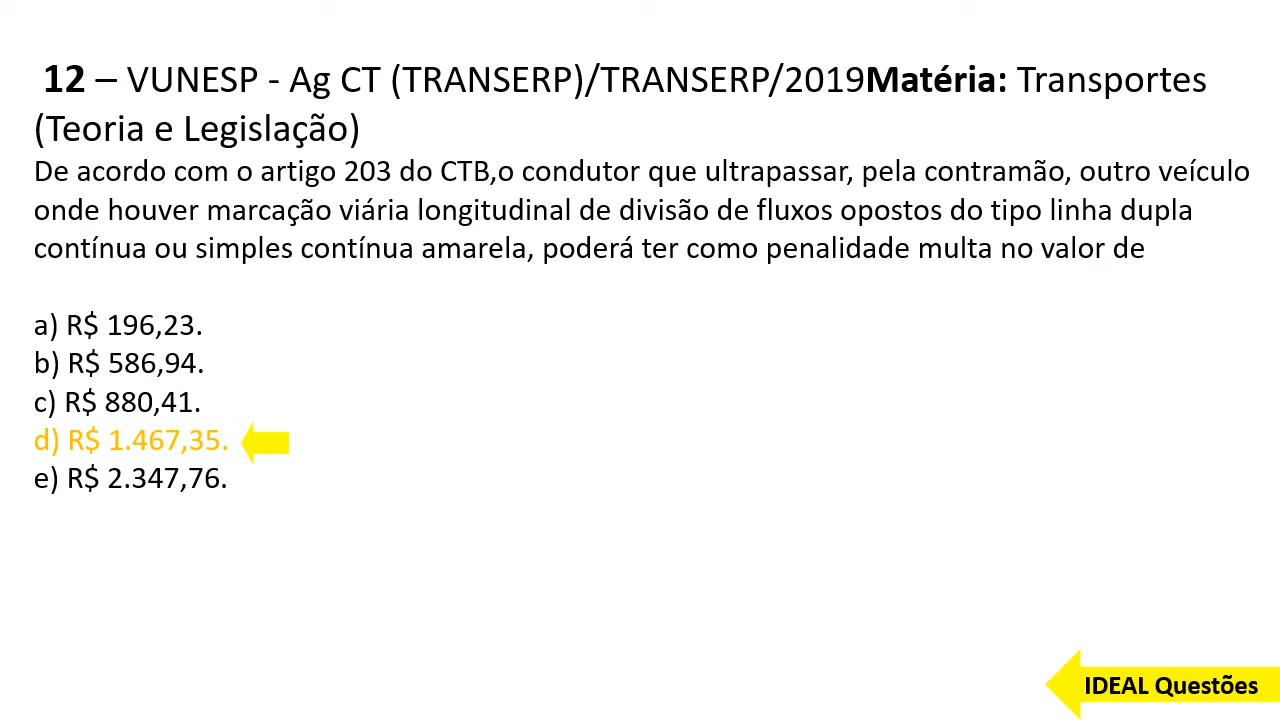 12 – VUNESP - Ag CT (TRANSERP)/TRANSERP/2019Matéria: Transportes
(Teoria e Legislação)
De acordo com o artigo 203 do CTB,o condutor que ultrapassar, pela contramão, outro veículo
onde houver marcação viária longitudinal de divisão de fluxos opostos do tipo linha dupla
contínua ou simples contínua amarela, poderá ter como penalidade multa no valor de
a) R$ 196,23.
b) R$ 586,94.
c) R$ 880,41.
d) R$ 1.467,35.
e) R$ 2.347,76.
IDEAL Questões